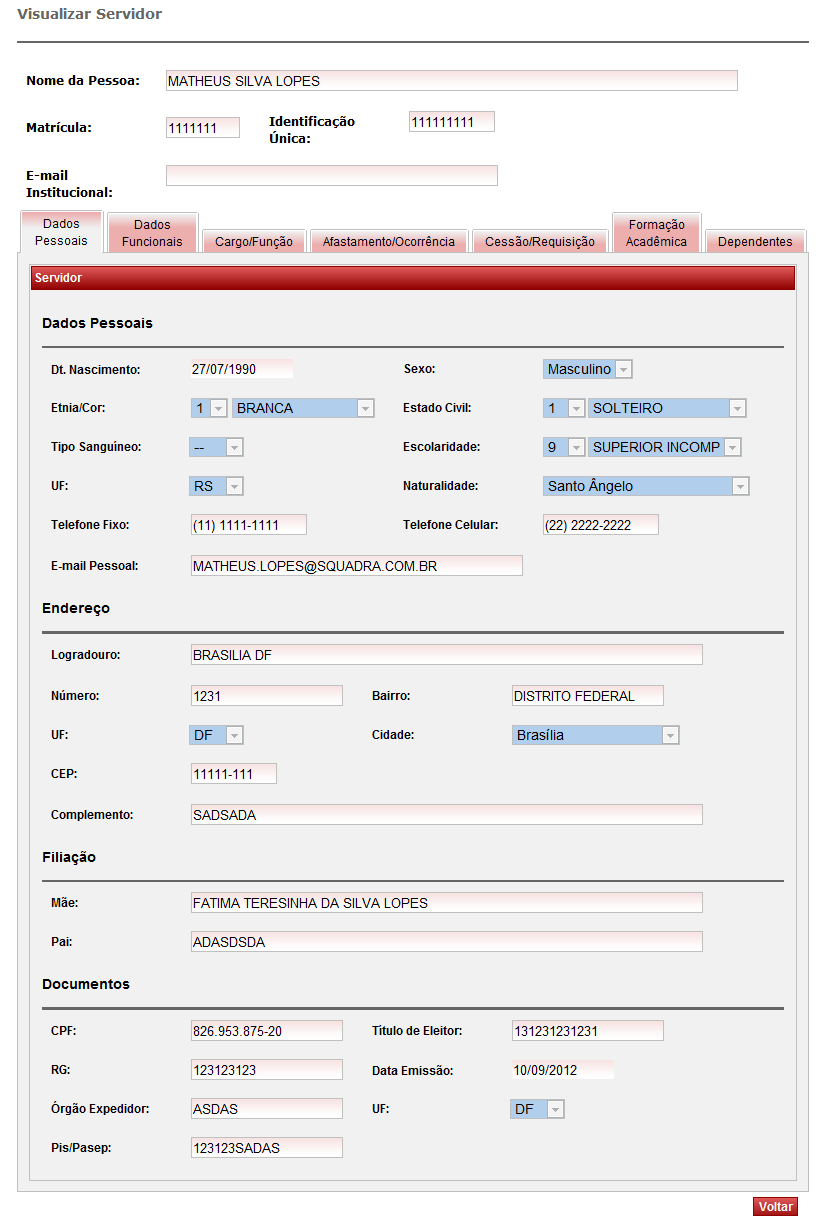 Visualizar Servidor
Nome da Pessoa: MATHEUS SILVA LOPES
Matrícula: 1111111 Identificação Única: 111111111
E-mail Institucional:
Dados Pessoais Dados Funcionais Cargo/Função Afastamento/Ocorrência Cessão/Requisição Formação Acadêmica Dependentes
Servidor
Dados Pessoais
Dt. Nascimento: 27/07/1990 Sexo: Masculino
Etnia/Cor: 1 BRANCA Estado Civil: 1 SOLTEIRO
Tipo Sanguíneo: -- Escolaridade: 9 SUPERIOR INCOMP
UF: RS Naturalidade: Santo Ângelo
Telefone Fixo: (11) 1111-1111 Telefone Celular: (22) 2222-2222
E-mail Pessoal: MATHEUS.LOPES@SQUADRA.COM.BR
Endereço
Logradouro: BRASILIA DF
Número: 1231 Bairro: DISTRITO FEDERAL
UF: DF Cidade: Brasília
CEP: 11111-111
Complemento: SADSADA
Filiação
Mãe: FATIMA TERESINHA DA SILVA LOPES
Pai: ADASDSDA
Documentos
CPF: 826.953.875-20 Título de Eleitor: 131231231231
RG: 123123123 Data Emissão: 10/09/2012
Órgão Expedidor: ASDAS UF: DF
Pis/Pasep: 123123SADAS
Voltar